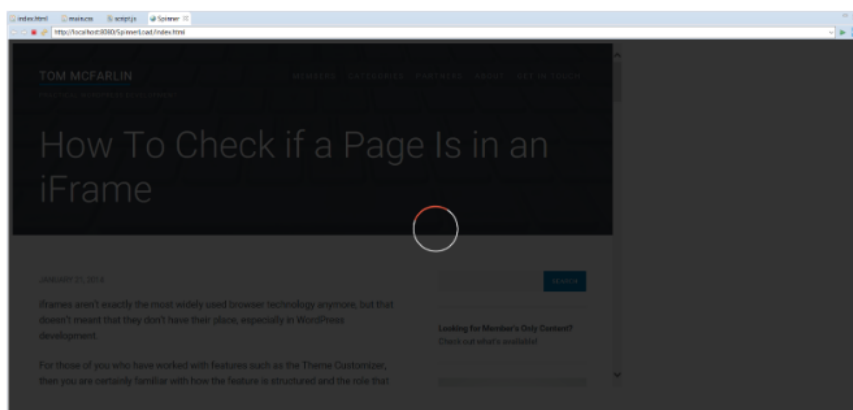 index.html main.css script.js Spinner
http://localhost:8080/SpinnerLoad/index.html
TOM MCFARLIN
MEMBERS CATEGORIES PARTNERS ABOUT GET IN TOUCH
How To Check if a Page Is in an
iFrame
JANUARY 21, 2014
SEARCH
iframes aren't exactly the most widely used browser technology anymore, but that
doesn't meant that they don't have their place, especially in WordPress
development.
Looking for Member's Only Content?
Check out what's available!
For those of you who have worked with features such as the Theme Customizer,
then you are certainly familiar with how the feature is structured and the role that